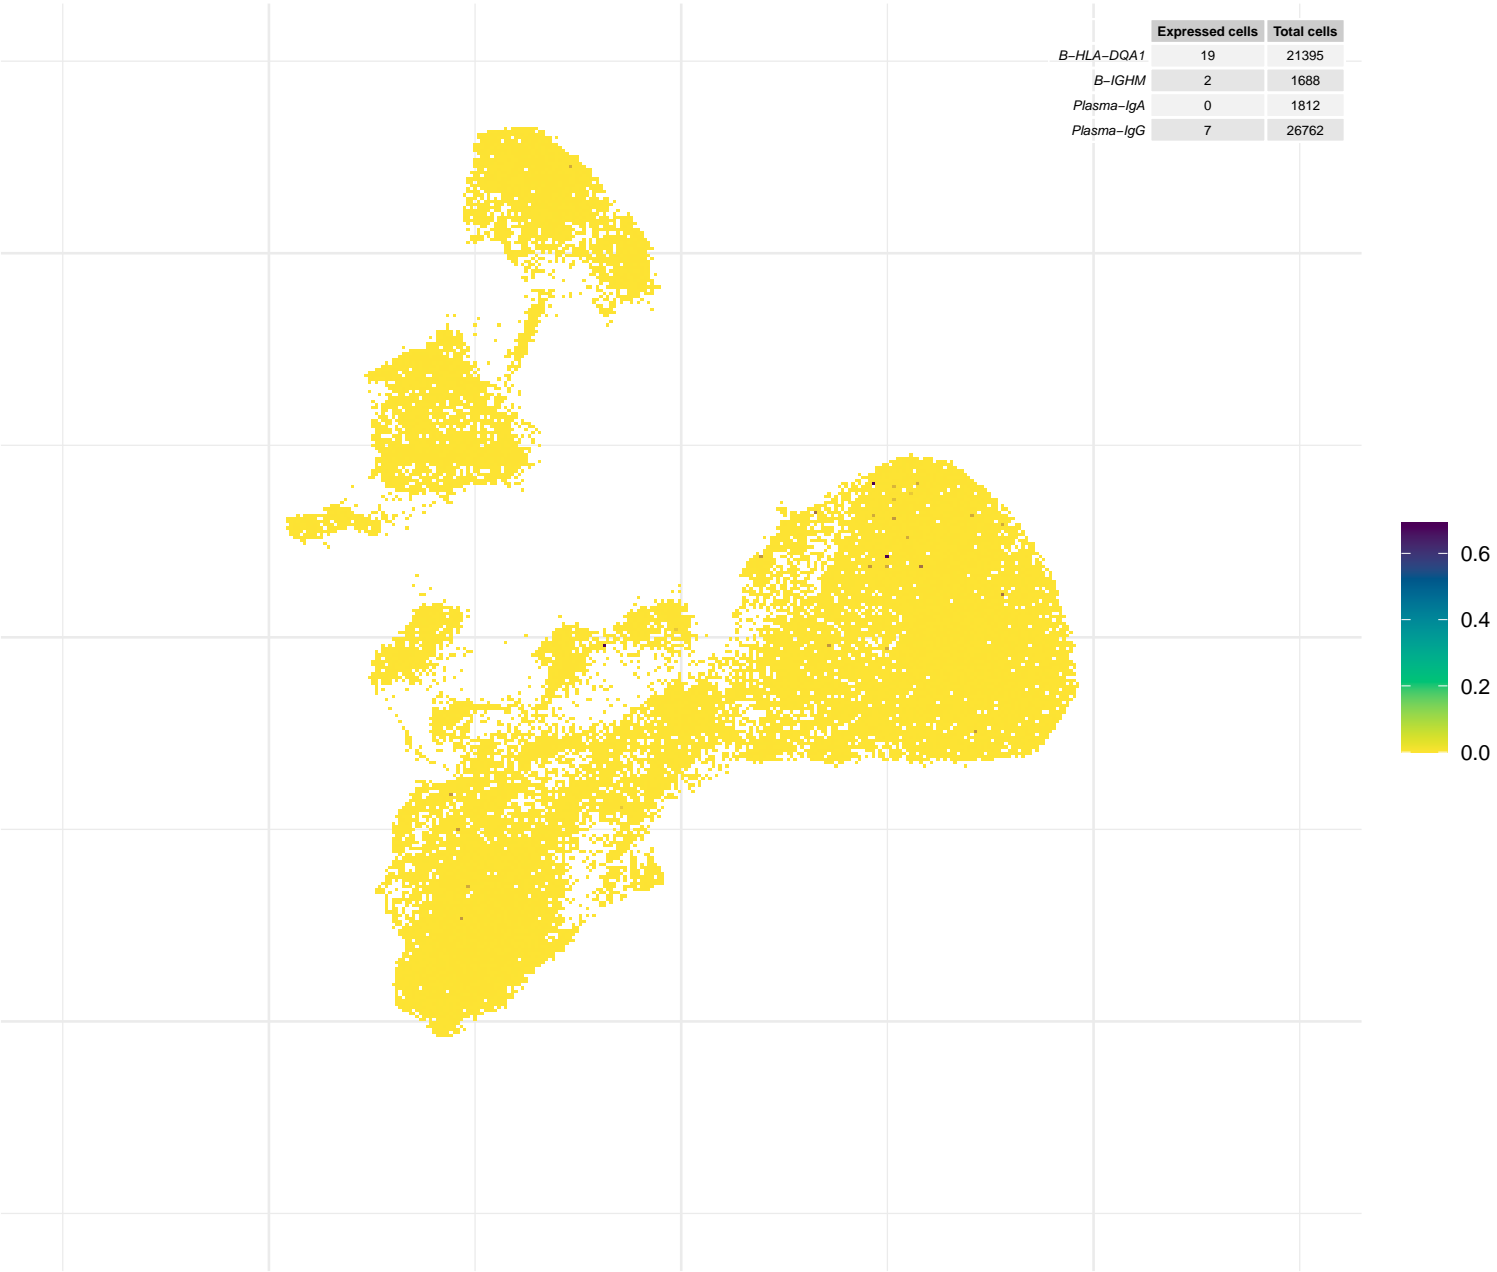 Expressed cells Total cells
B−HLA−DQA1 19 21395
B−IGHM 2 1688
Plasma−IgA 0 1812
Plasma−IgG 7 26762
0.6
0.4
0.2
0.0